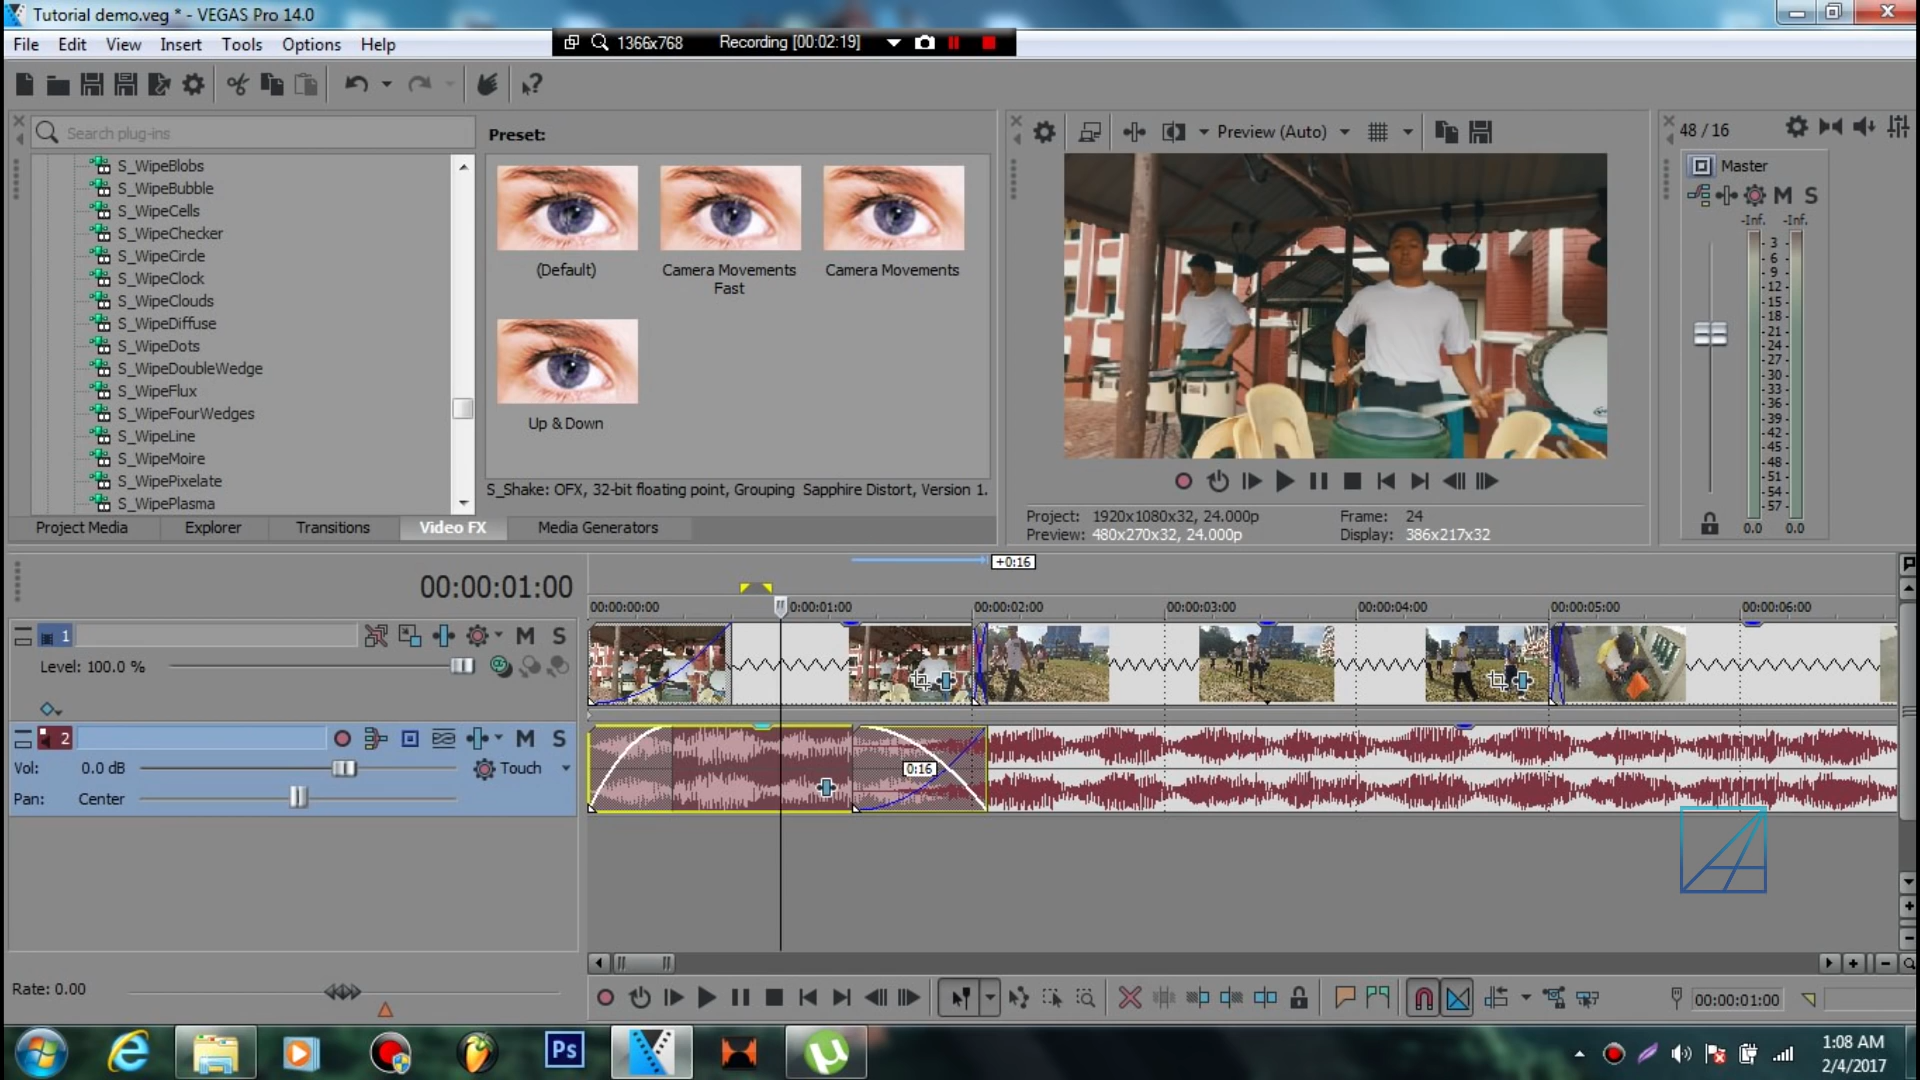 Tutorial demo.veg * - VEGAS Pro 14.0
File Edit View Insert Tools Options Help
1366x768 Recording [00:02:19]
Search plug-ins
S_WipeBlobs
S_WipeBubble
S_WipeCells
S_WipeChecker
S_WipeCircle
S_WipeClock
S_WipeClouds
S_WipeDiffuse
S_WipeDots
S_WipeDoubleWedge
S_WipeFlux
S_WipeFourWedges
S_WipeLine
S_WipeMoire
S_WipePixelate
S_WipePlasma
Preset:
(Default)
Camera Movements Fast
Camera Movements
Up & Down
S_Shake: OFX, 32-bit floating point, Grouping Sapphire Distort, Version 1.
Project Media Explorer Transitions Video FX Media Generators
Preview (Auto)
Project: 1920x1080x32, 24.000p Frame: 24
Preview: 480x270x32, 24.000p Display: 386x217x32
48 / 16
Master
M S
-Inf. -Inf.
- 3 -
- 6 -
- 9 -
- 12 -
- 15 -
- 18 -
- 21 -
- 24 -
- 27 -
- 30 -
- 33 -
- 36 -
- 39 -
- 42 -
- 45 -
- 48 -
- 51 -
- 54 -
- 57 -
0.0 0.0
+0:16
00:00:01:00
00:00:00:00 0:00:01:00 00:00:02:00 00:00:03:00 00:00:04:00 00:00:05:00 00:00:06:00
1 M S
Level: 100.0 %
2 M S
Vol: 0.0 dB Touch
Pan: Center
0:16
Rate: 0.00
00:00:01:00
Ps
1:08 AM
2/4/2017